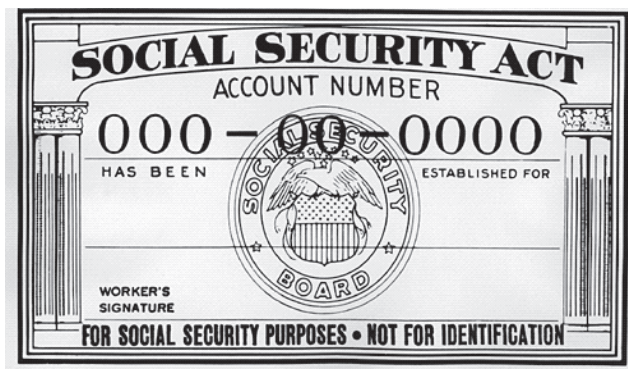 SOCIAL SECURITY ACT
ACCOUNT NUMBER
000-00-0000
HAS BEEN ESTABLISHED FOR
SOCIAL SECURITY BOARD
WORKER'S
SIGNATURE
FOR SOCIAL SECURITY PURPOSES • NOT FOR IDENTIFICATION